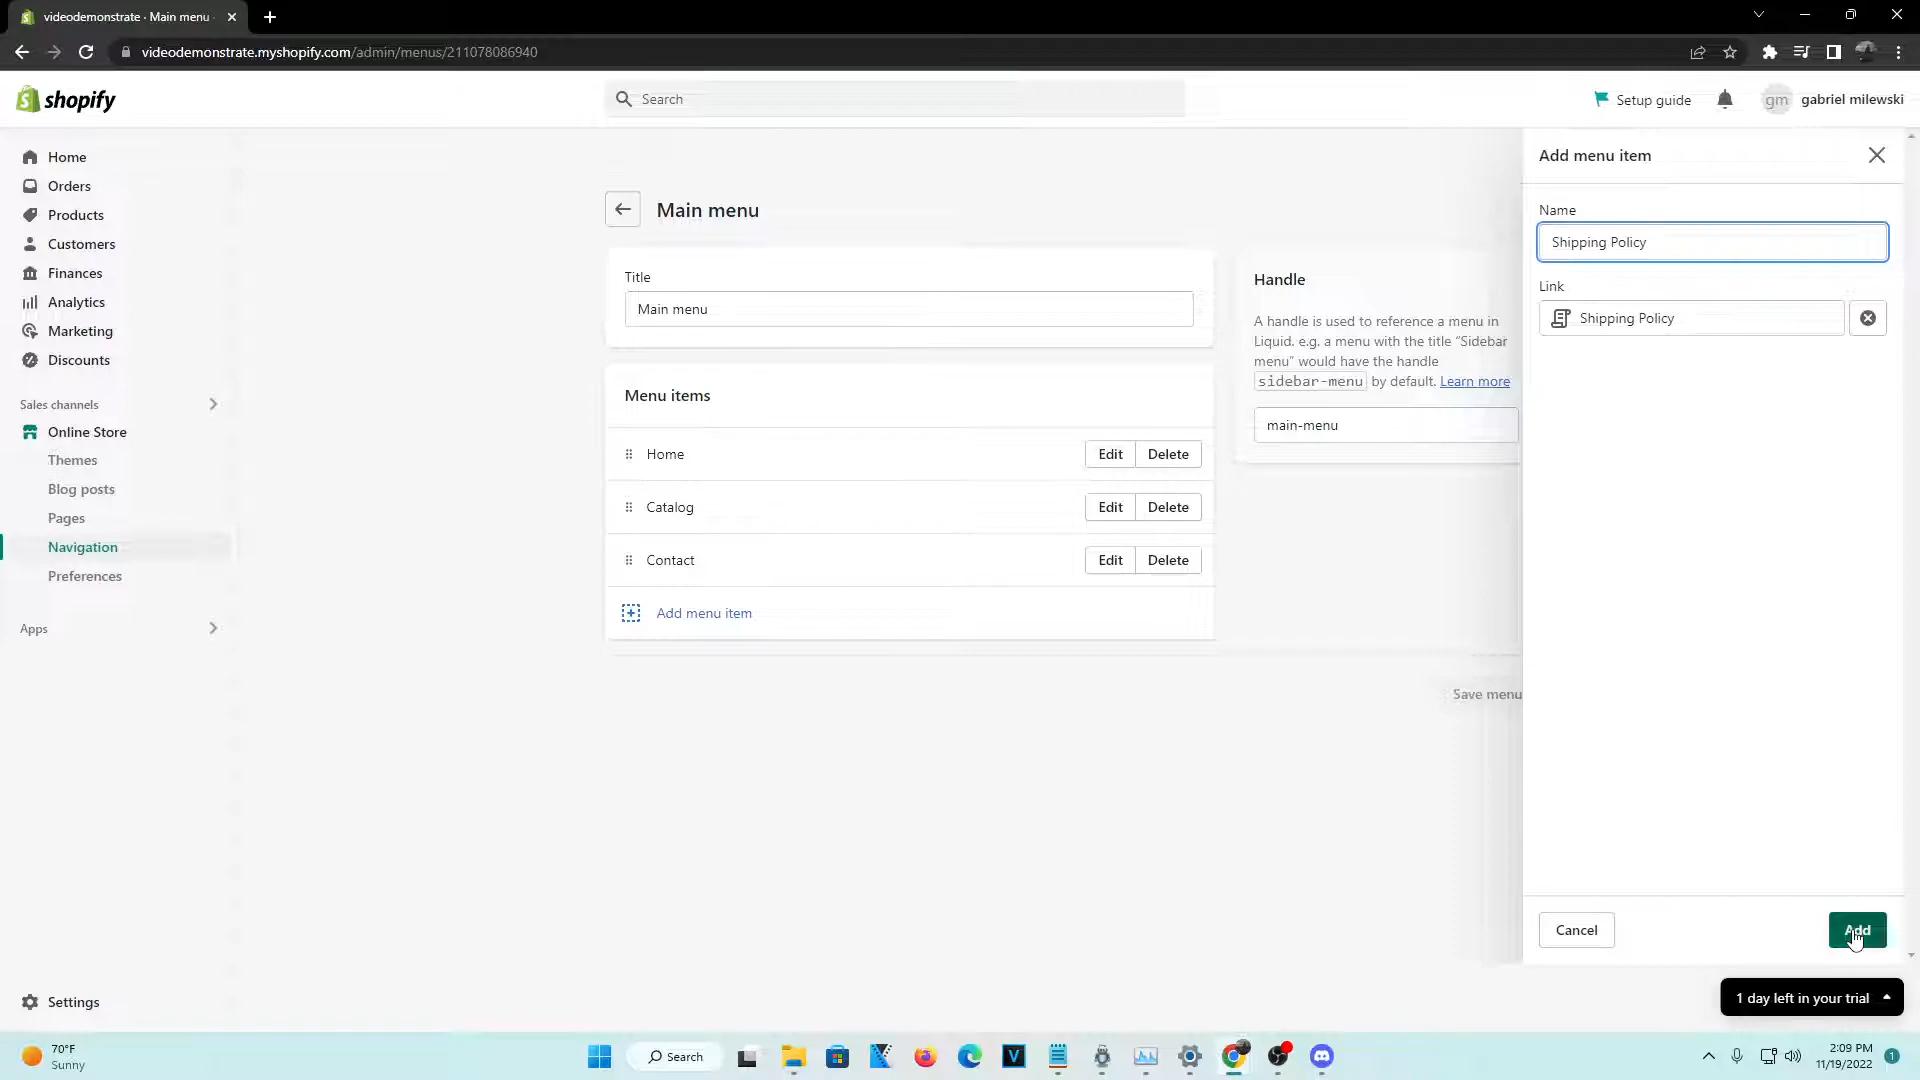 videodemonstrate · Main menu ·
videodemonstrate.myshopify.com/admin/menus/211078086940
shopify
Search
Setup guide
gm
gabriel milewski
Home
Orders
Products
Customers
Finances
Analytics
Marketing
Discounts
Sales channels
Online Store
Themes
Blog posts
Pages
Navigation
Preferences
Apps
Settings
Main menu
Title
Main menu
Menu items
Home
Edit
Delete
Catalog
Edit
Delete
Contact
Edit
Delete
Add menu item
Handle
A handle is used to reference a menu in
Liquid. e.g. a menu with the title “Sidebar
menu” would have the handle
sidebar-menu by default. Learn more
main-menu
Save menu
Add menu item
Name
Shipping Policy
Link
Shipping Policy
Cancel
Add
1 day left in your trial
70°F
Sunny
Search
2:09 PM
11/19/2022
1